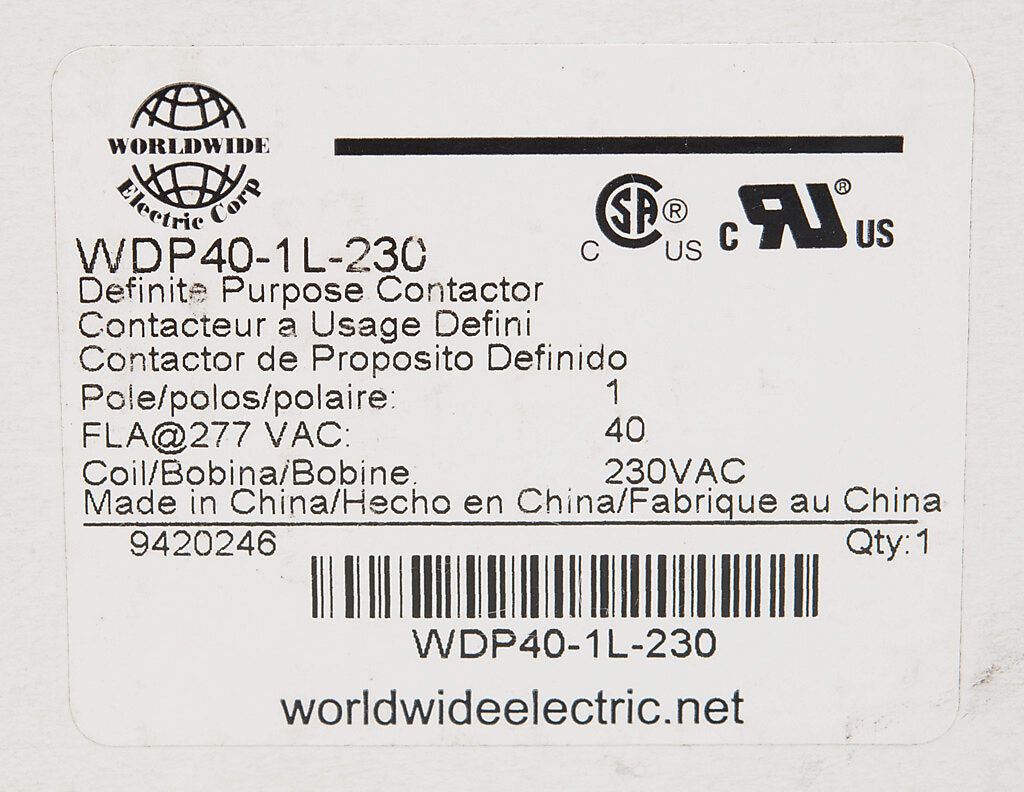 WORLDWIDE
Electric Corp
C SA ® US
C RU ® US
WDP40-1L-230
Definite Purpose Contactor
Contacteur a Usage Defini
Contactor de Proposito Definido
Pole/polos/polaire: 1
FLA@277 VAC: 40
Coil/Bobina/Bobine: 230VAC
Made in China/Hecho en China/Fabrique au China
9420246 Qty:1
WDP40-1L-230
worldwideelectric.net